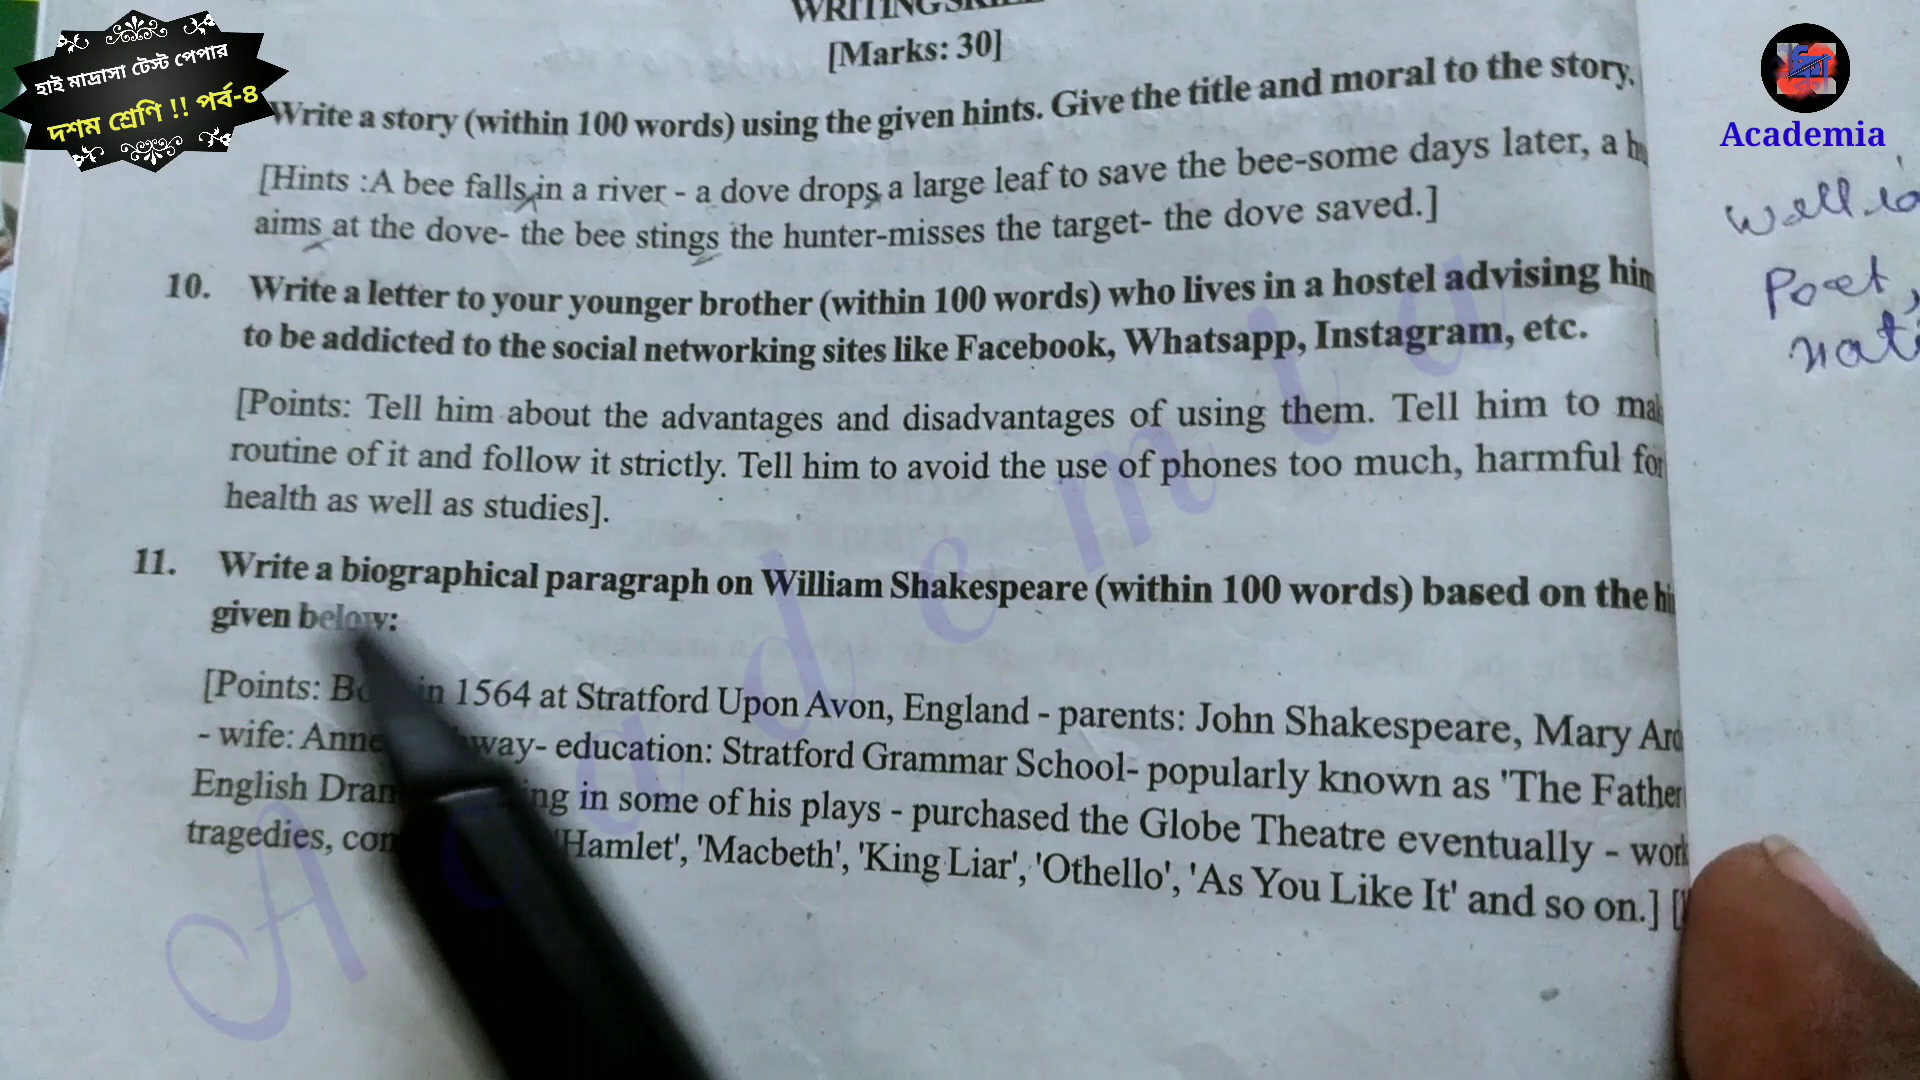 হাই মাদ্রাসা টেস্ট পেপার
দশম শ্রেণি !! পর্ব-৪
Academia
[Marks: 30]
Write a story (within 100 words) using the given hints. Give the title and moral to the story.
[Hints :A bee falls in a river - a dove drops a large leaf to save the bee-some days later, a
aims at the dove- the bee stings the hunter-misses the target- the dove saved.]
10. Write a letter to your younger brother (within 100 words) who lives in a hostel advising
to be addicted to the social networking sites like Facebook, Whatsapp, Instagram, etc.
[Points: Tell him about the advantages and disadvantages of using them. Tell him to
routine of it and follow it strictly. Tell him to avoid the use of phones too much, harmful
health as well as studies].
11. Write a biographical paragraph on William Shakespeare (within 100 words) based on the
given below:
[Points: in 1564 at Stratford Upon Avon, England - parents: John Shakespeare, Mary
- wife: Anne education: Stratford Grammar School- popularly known as 'The Father
English in some of his plays - purchased the Globe Theatre eventually -
tragedies, 'Hamlet', 'Macbeth', 'King Liar', 'Othello', 'As You Like It' and so on.]
Poet,
Academia